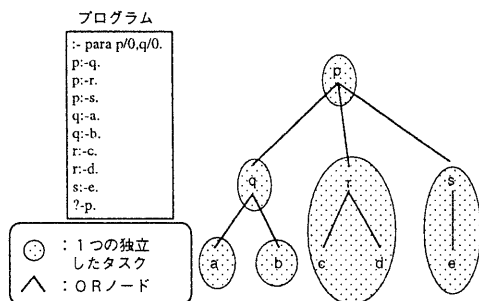 プログラム
:- para p/0,q/0.
p:-q.
p:-r.
p:-s.
q:-a.
q:-b.
r:-c.
r:-d.
s:-e.
?-p.
：１つの独立
したタスク
：ＯＲノード
p
q
r
s
a
b
c
d
e